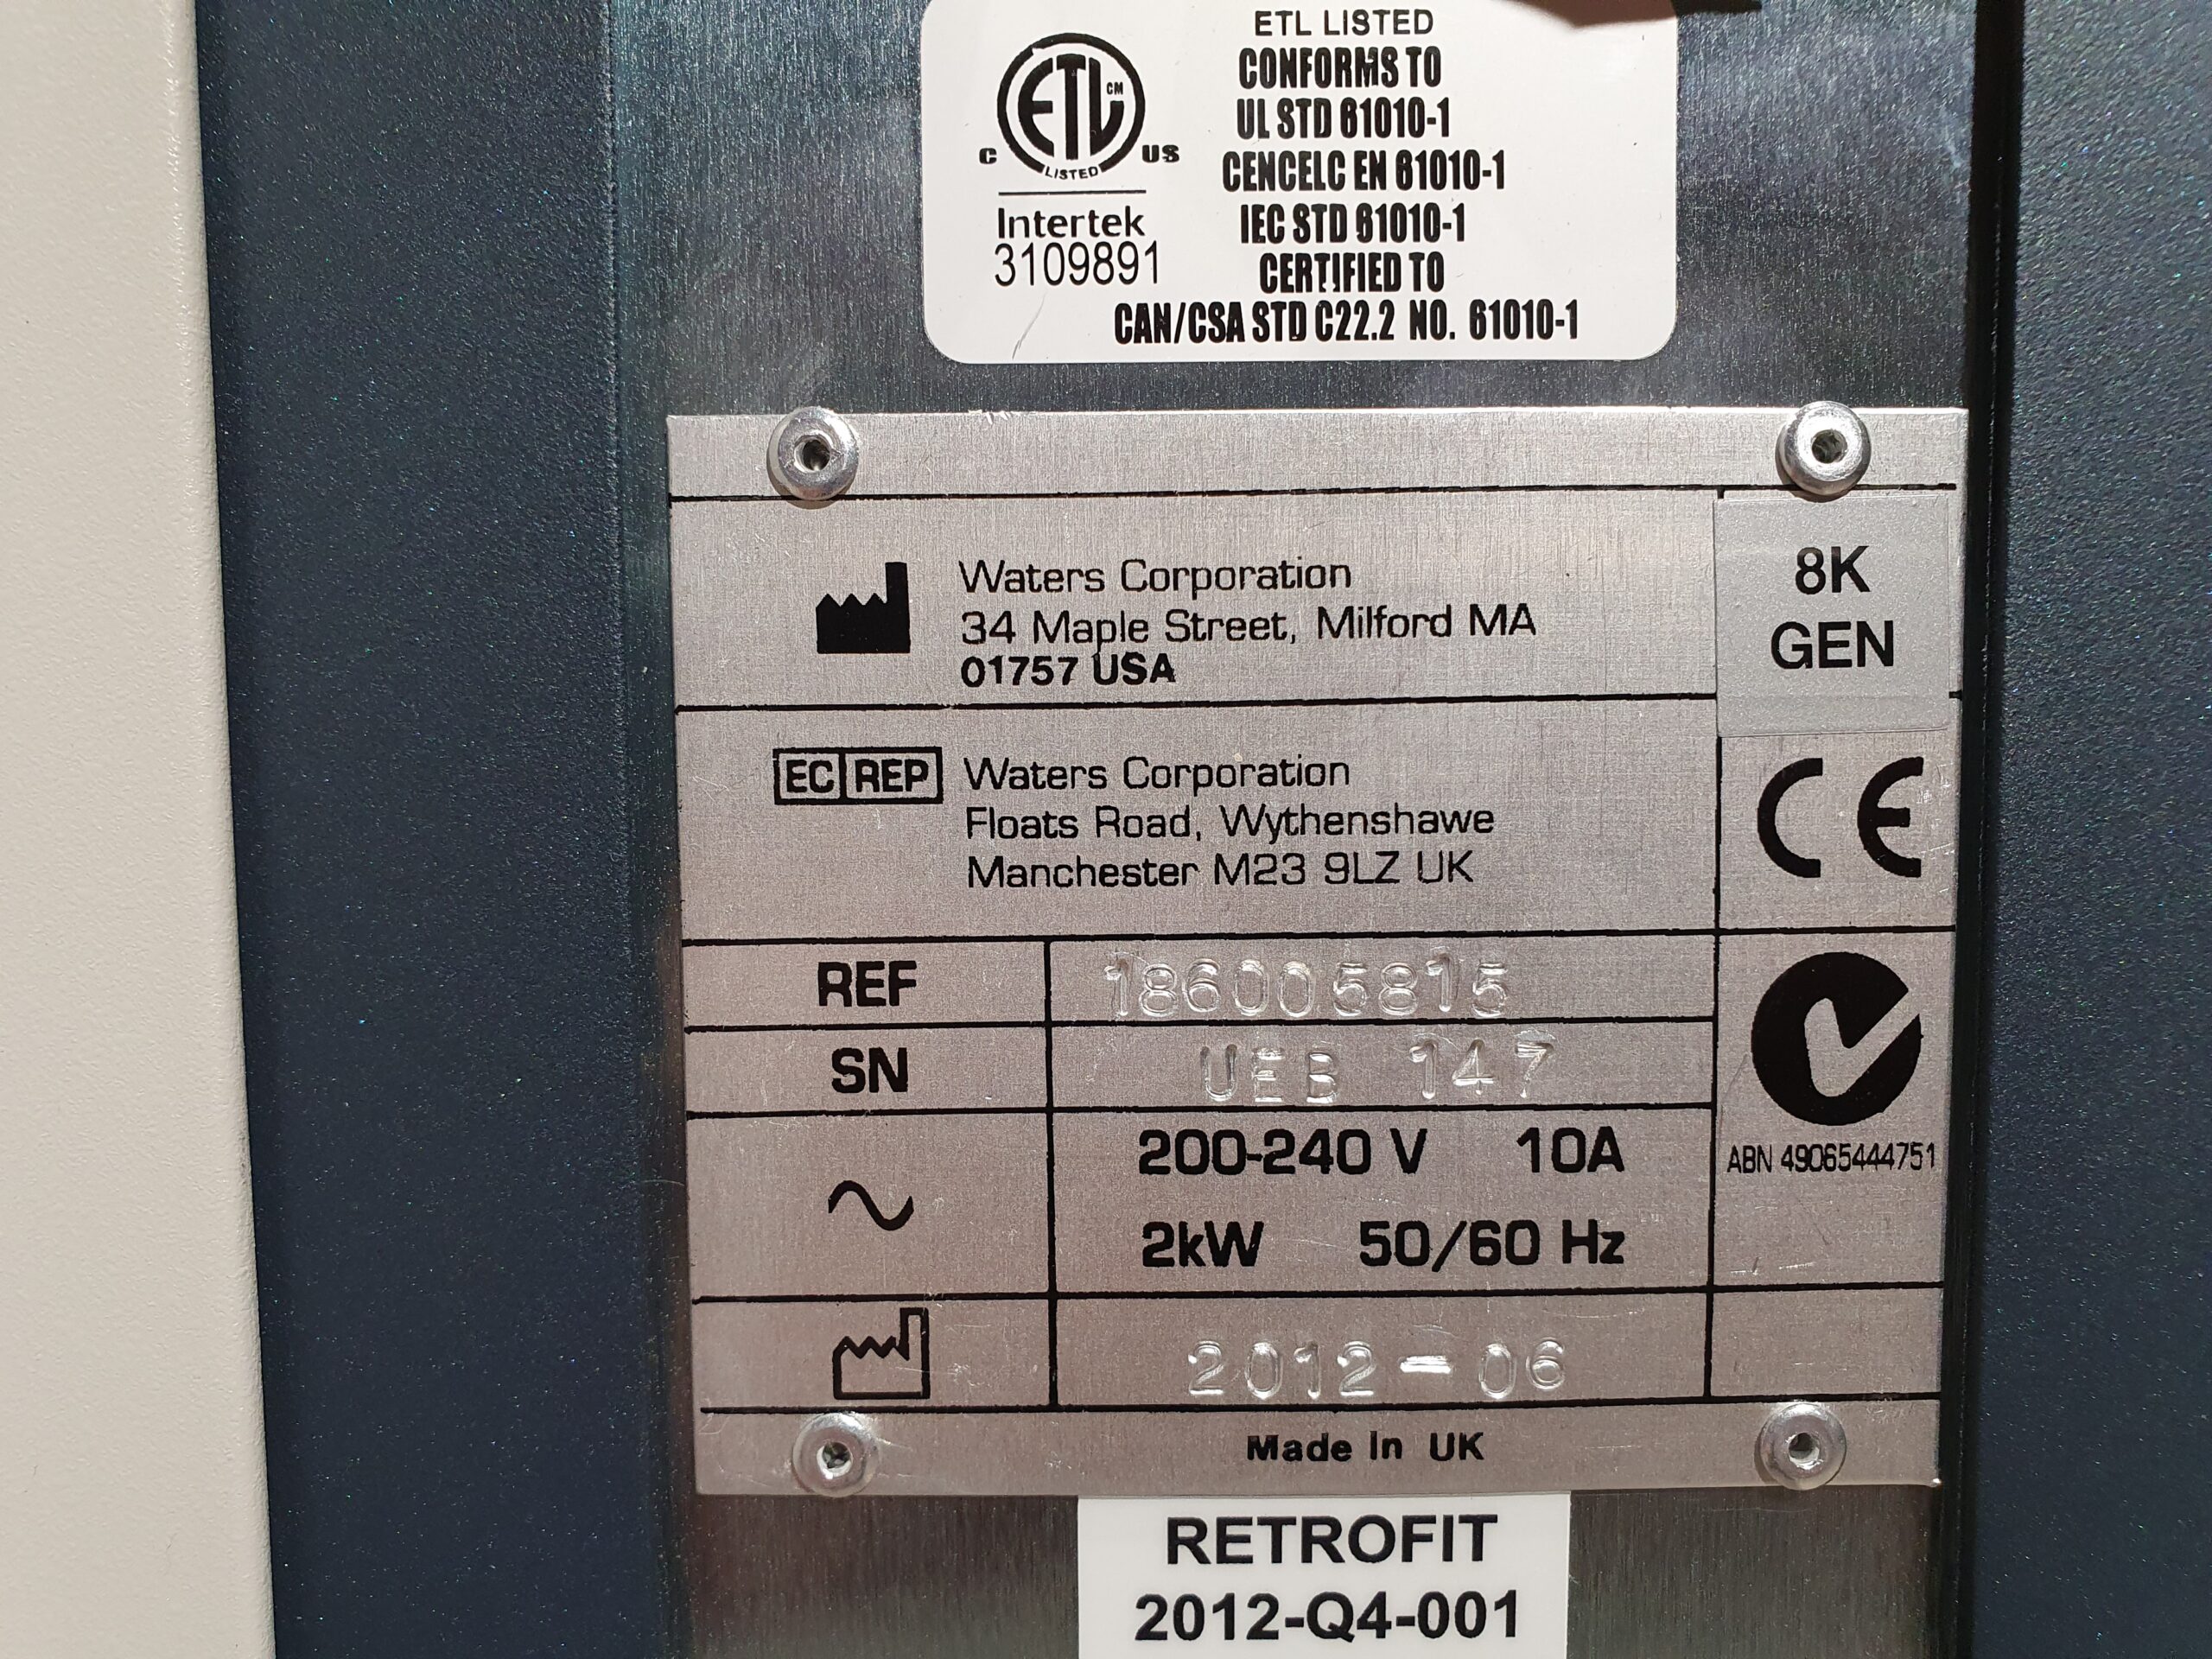 ETL LISTED
CONFORMS TO
UL STD 61010-1
CENCELC EN 61010-1
IEC STD 61010-1
CERTIFIED TO
CAN/CSA STD C22.2 NO. 61010-1
ETL CM
LISTED
C US
Intertek
3109891
Waters Corporation
34 Maple Street, Milford MA
01757 USA
8K
GEN
EC REP
Waters Corporation
Floats Road, Wythenshawe
Manchester M23 9LZ UK
CE
REF 186005815
SN UEB 147
200-240 V 10A
2kW 50/60 Hz
ABN 49065444751
2012-06
Made in UK
RETROFIT
2012-Q4-001